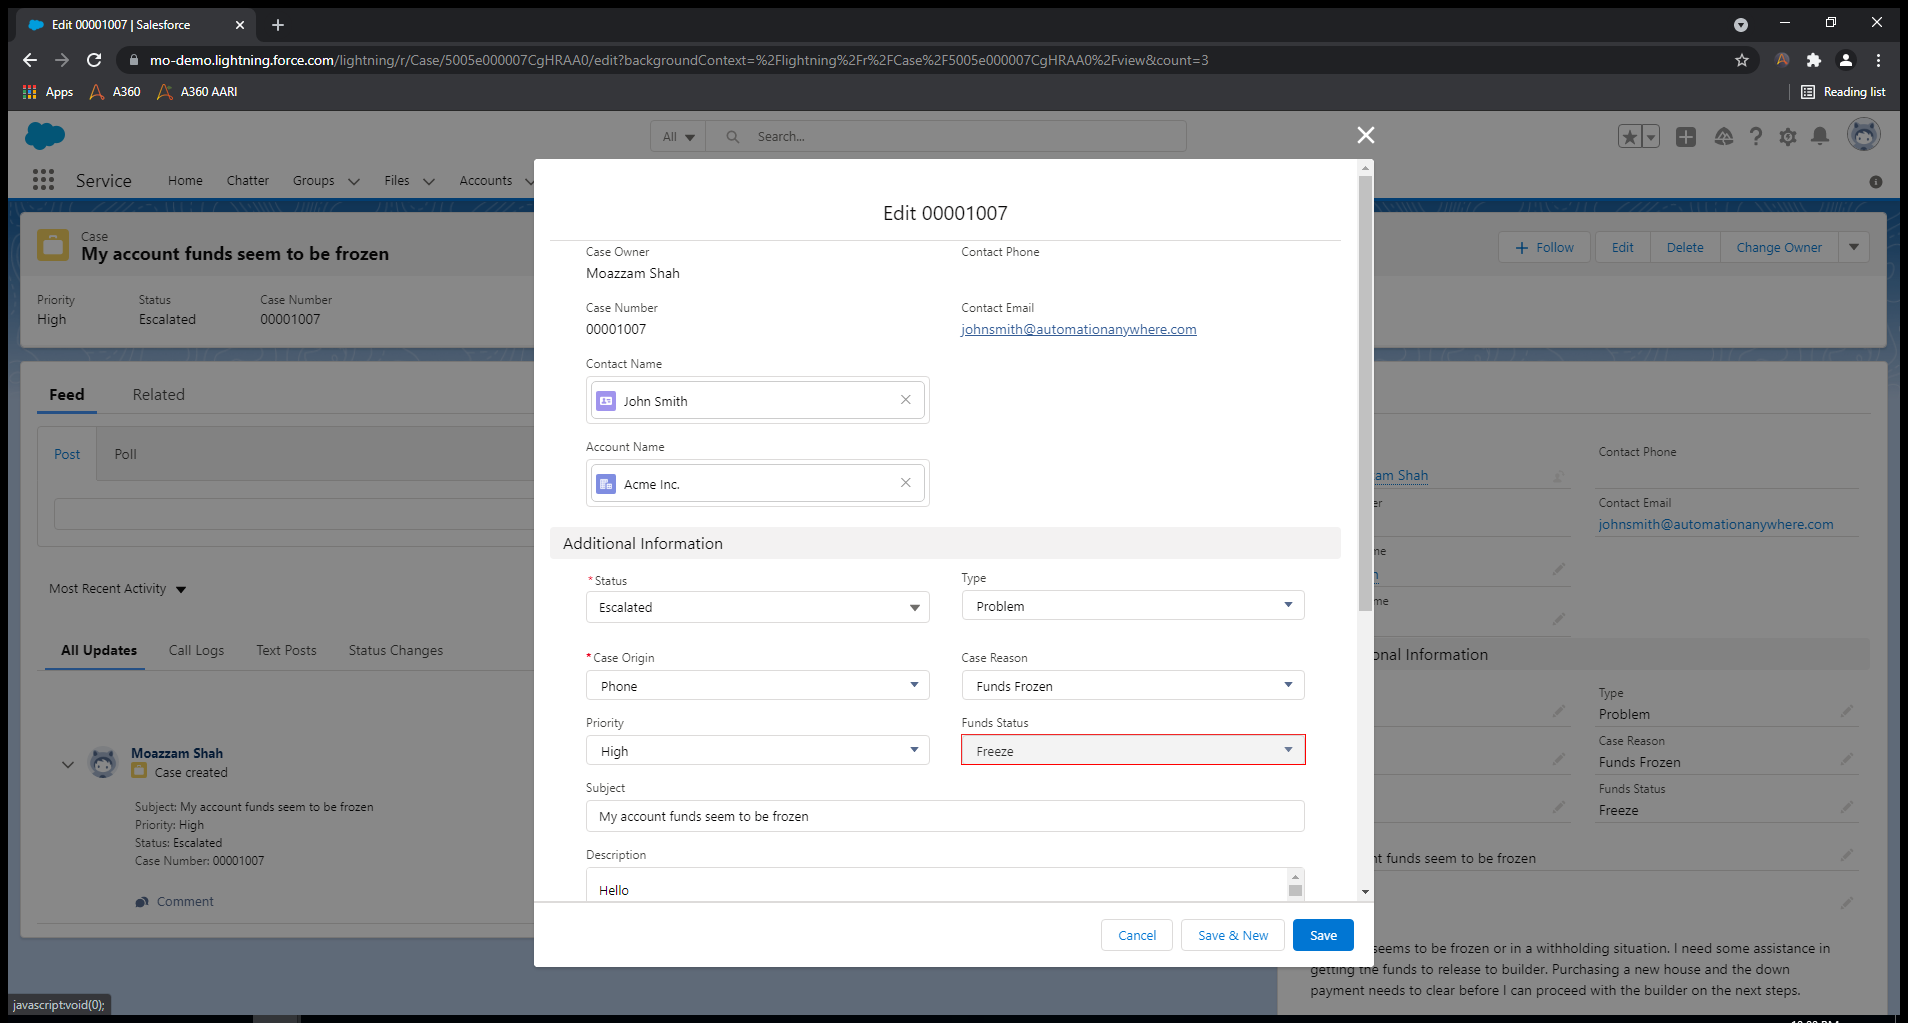 Edit 00001007 | Salesforce
mo-demo.lightning.force.com/lightning/r/Case/5005e000007CgHRAA0/edit?backgroundContext=%2Flightning%2Fr%2FCase%2F5005e000007CgHRAA0%2Fview&count=3
Apps A360 A360 AARI Reading list
All Search...
Service Home Chatter Groups Files Accounts
Case
My account funds seem to be frozen
Follow Edit Delete Change Owner
Priority Status Case Number
High Escalated 00001007
Feed Related
Post Poll
Most Recent Activity
All Updates Call Logs Text Posts Status Changes
Moazzam Shah
Case created
Subject: My account funds seem to be frozen
Priority: High
Status: Escalated
Case Number: 00001007
Comment
javascript:void(0);
Edit 00001007
Case Owner
Moazzam Shah
Contact Phone
Case Number
00001007
Contact Email
johnsmith@automationanywhere.com
Contact Name
John Smith
Account Name
Acme Inc.
Additional Information
*Status
Escalated
Type
Problem
*Case Origin
Phone
Case Reason
Funds Frozen
Priority
High
Funds Status
Freeze
Subject
My account funds seem to be frozen
Description
Hello
Cancel Save & New Save
am Shah
Contact Phone
Contact Email
johnsmith@automationanywhere.com
onal Information
Type
Problem
Case Reason
Funds Frozen
Funds Status
Freeze
nt funds seem to be frozen
seems to be frozen or in a withholding situation. I need some assistance in
getting the funds to release to builder. Purchasing a new house and the down
payment needs to clear before I can proceed with the builder on the next steps.